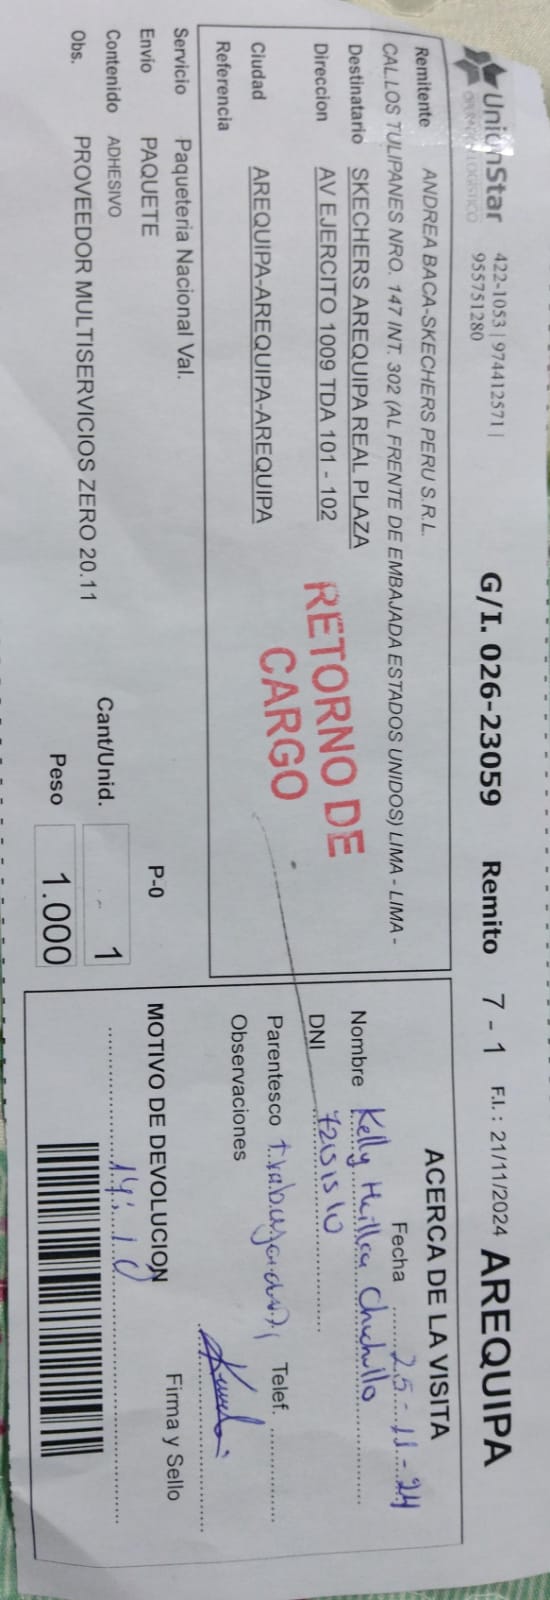 UnionStar
OPERADOR LOGISTICO
422-1053 | 974412571 |
955751280
G/I. 026-23059 Remito 7 - 1 F.I.: 21/11/2024 AREQUIPA
Remitente ANDREA BACA-SKECHERS PERU S.R.L.
CALLOS TULIPANES NRO. 147 INT. 302 (AL FRENTE DE EMBAJADA ESTADOS UNIDOS) LIMA - LIMA -
Destinatario SKECHERS AREQUIPA REAL PLAZA
Direccion AV EJERCITO 1009 TDA 101 - 102
Ciudad AREQUIPA-AREQUIPA-AREQUIPA
Referencia
RETORNO DE
CARGO
Servicio Paqueteria Nacional Val.
Envio PAQUETE P-0
Contenido ADHESIVO Cant/Unid. 1
Obs. PROVEEDOR MULTISERVICIOS ZERO 20.11 Peso 1.000
ACERCA DE LA VISITA
Fecha 25-11-24
Nombre Kelly Huillca
DNI
Parentesco Telef.
Observaciones
MOTIVO DE DEVOLUCION Firma y Sello
14:10